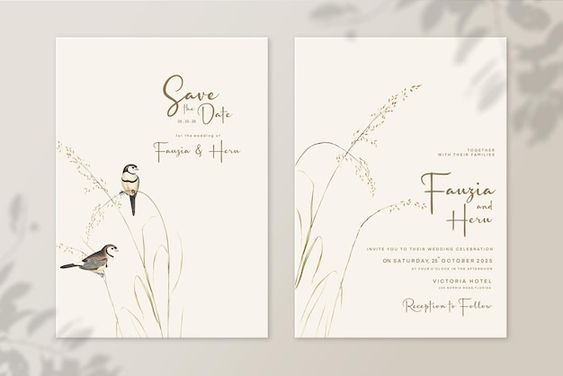 Save
the Date
for the wedding of
Fauzia & Heru
TOGETHER
WITH THEIR FAMILIES
Fauzia
and
Heru
INVITE YOU TO THEIR WEDDING CELEBRATION
ON SATURDAY, 25 OCTOBER 2025
AT FOUR O'CLOCK IN THE AFTERNOON
VICTORIA HOTEL
Reception to Follow